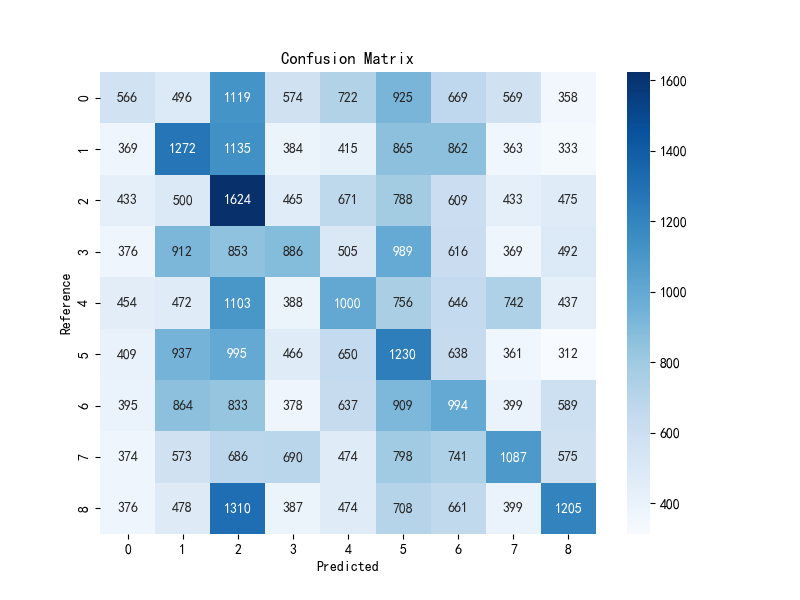 Confusion Matrix
0 566 496 1119 574 722 925 669 569 358
1 369 1272 1135 384 415 865 862 363 333
2 433 500 1624 465 671 788 609 433 475
3 376 912 853 886 505 989 616 369 492
4 454 472 1103 388 1000 756 646 742 437
5 409 937 995 466 650 1230 638 361 312
6 395 864 833 378 637 909 994 399 589
7 374 573 686 690 474 798 741 1087 575
8 376 478 1310 387 474 708 661 399 1205
0 1 2 3 4 5 6 7 8
Predicted
Reference
1600
1400
1200
1000
800
600
400